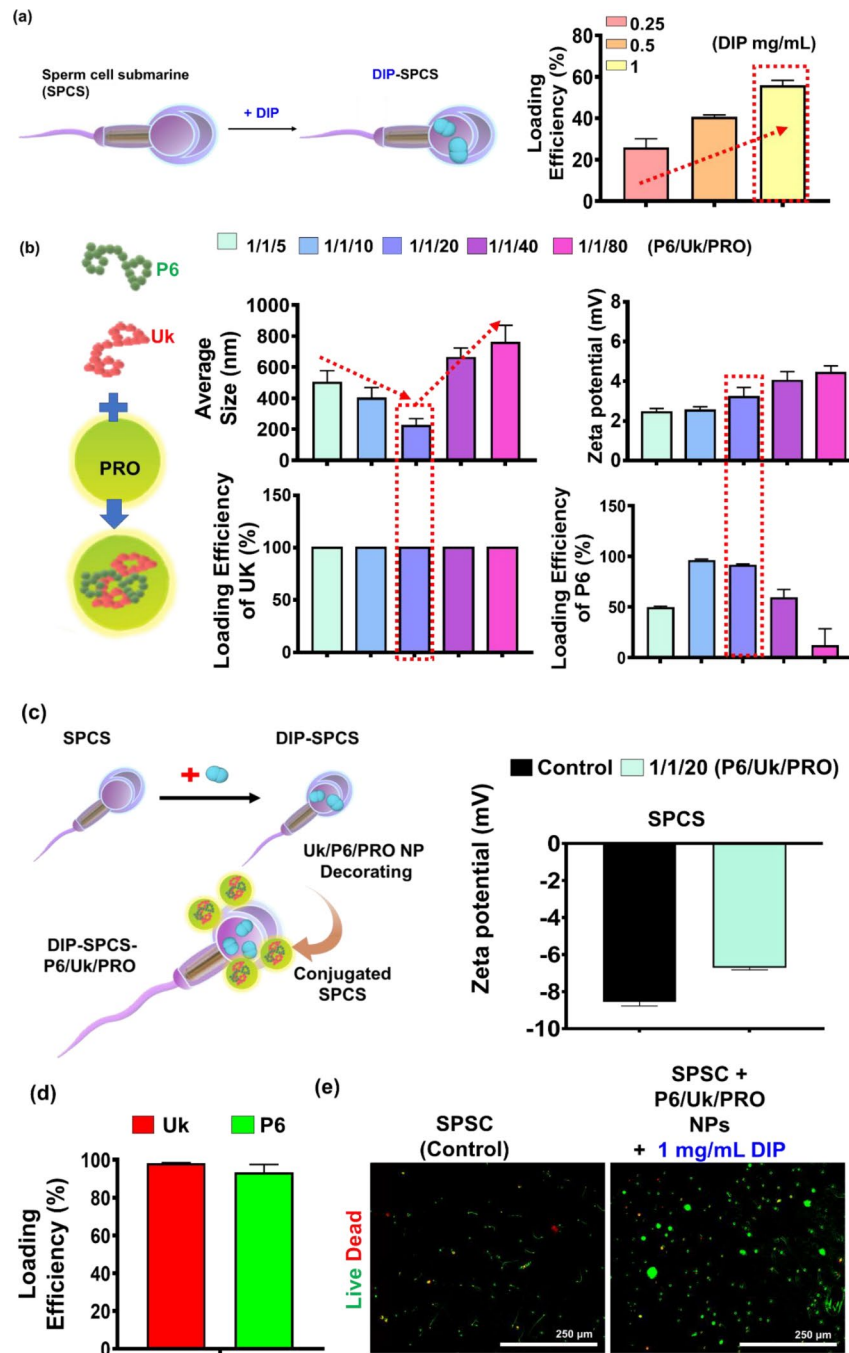 (a)
Sperm cell submarine
(SPCS)
+ DIP
DIP-SPCS
0.25
0.5
1
(DIP mg/mL)
Loading
Efficiency (%)
80
60
40
20
0
(b)
P6
Uk
PRO
1/1/5
1/1/10
1/1/20
1/1/40
1/1/80
(P6/Uk/PRO)
Average
Size (nm)
1000
800
600
400
200
0
Zeta potential (mV)
8
6
4
2
0
Loading Efficiency
of UK (%)
150
100
50
0
Loading Efficiency
of P6 (%)
150
100
50
0
(c)
SPCS
DIP-SPCS
Uk/P6/PRO NP
Decorating
DIP-SPCS-
P6/Uk/PRO
Conjugated
SPCS
Control
1/1/20 (P6/Uk/PRO)
SPCS
Zeta potential (mV)
0
-2
-4
-6
-8
-10
(d)
Uk
P6
Loading
Efficiency (%)
100
80
60
40
20
0
(e)
SPSC
(Control)
SPSC +
P6/Uk/PRO
NPs
+ 1 mg/mL DIP
Live Dead
250 µm
250 µm